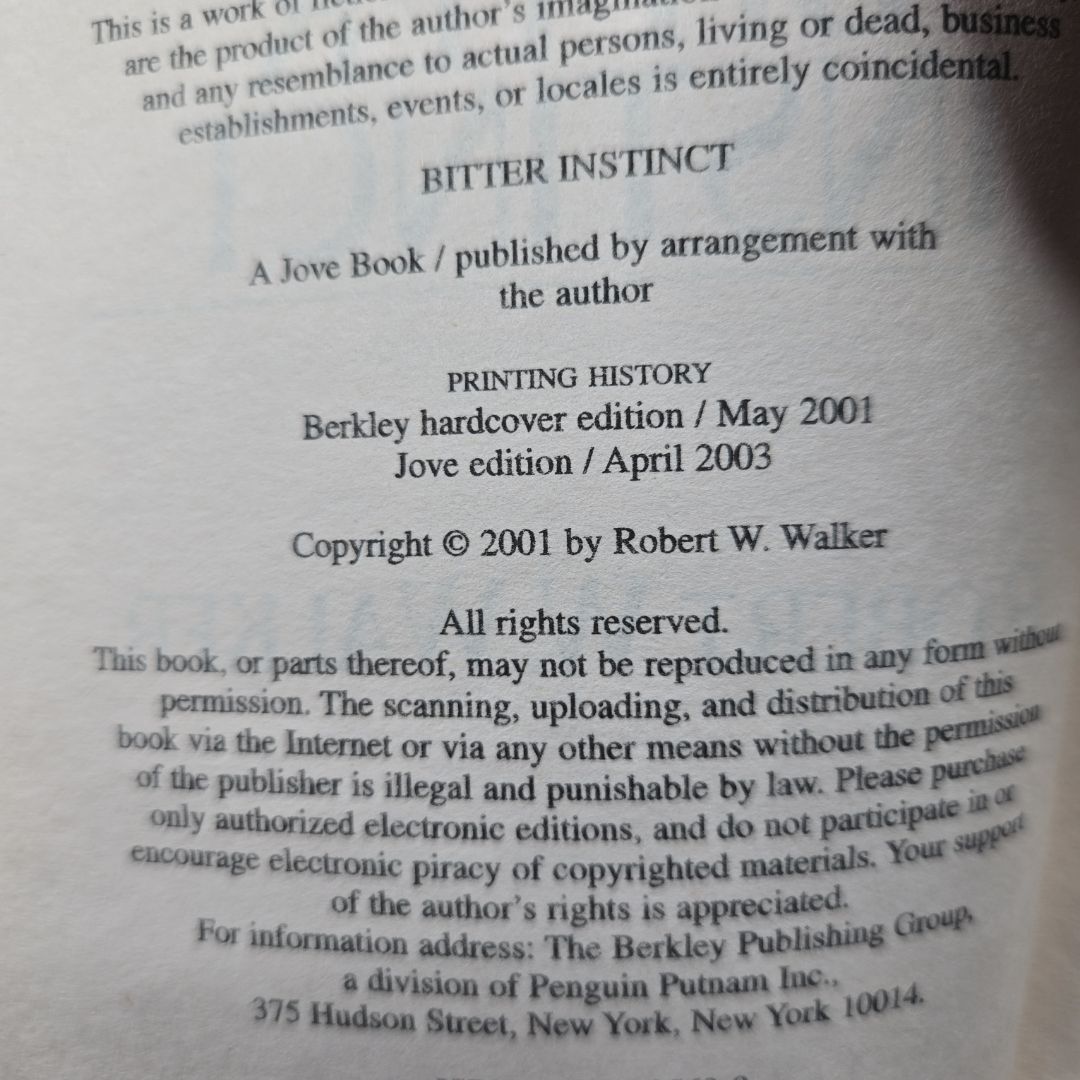 This is a work of
are the product of the author's
and any resemblance to actual persons, living or dead, business
establishments, events, or locales is entirely coincidental.
BITTER INSTINCT
A Jove Book / published by arrangement with
the author
PRINTING HISTORY
Berkley hardcover edition / May 2001
Jove edition / April 2003
Copyright © 2001 by Robert W. Walker
All rights reserved.
This book, or parts thereof, may not be reproduced in any form without
permission. The scanning, uploading, and distribution of this
book via the Internet or via any other means without the permission
of the publisher is illegal and punishable by law. Please purchase
only authorized electronic editions, and do not participate in or
encourage electronic piracy of copyrighted materials. Your support
of the author's rights is appreciated.
For information address: The Berkley Publishing Group,
a division of Penguin Putnam Inc.,
375 Hudson Street, New York, New York 10014.